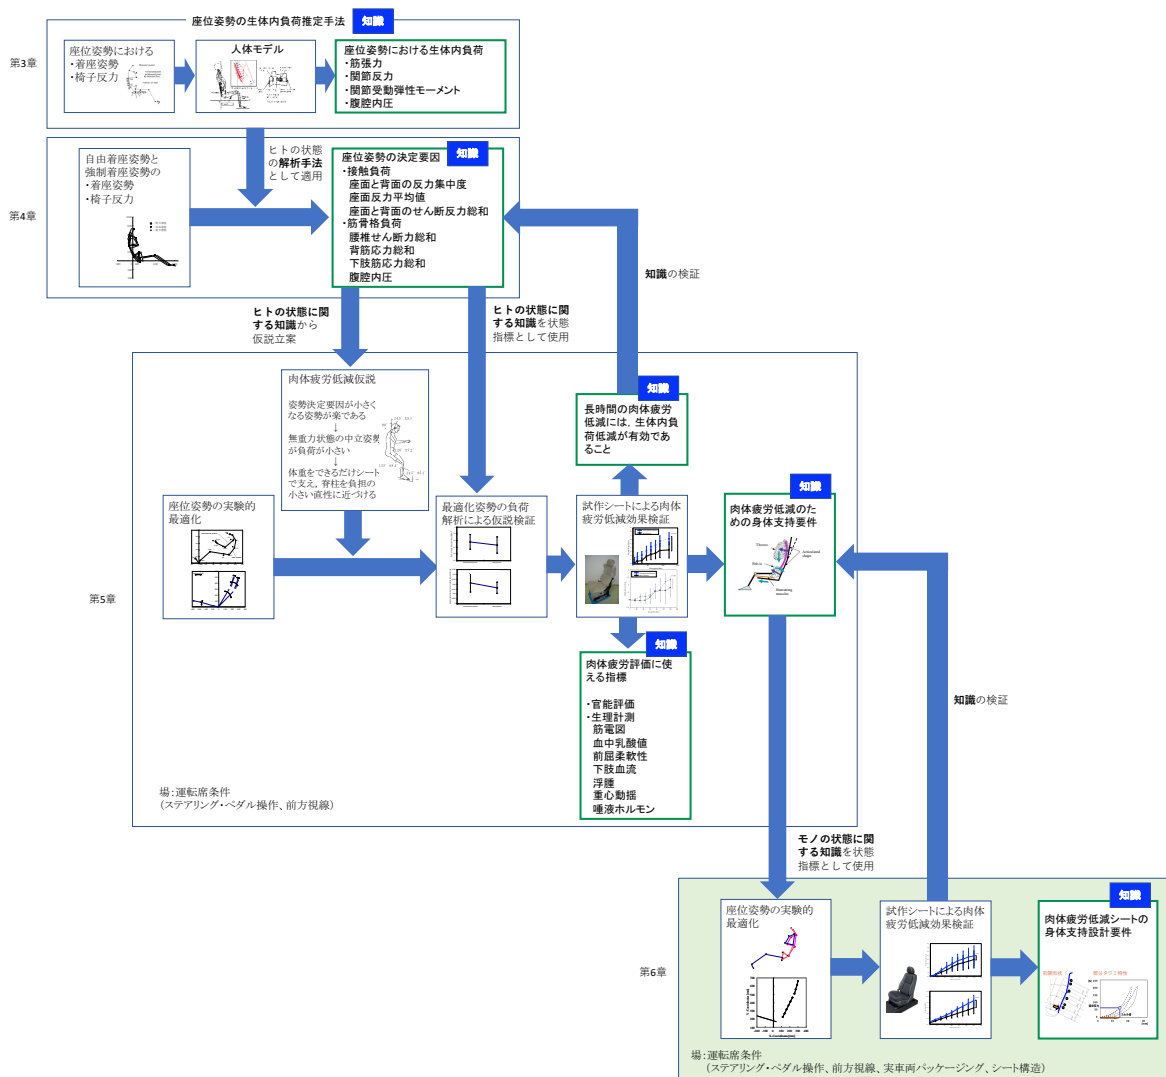 座位姿勢の生体内負荷推定手法
知識
第3章
座位姿勢における
・着座姿勢
・椅子反力
人体モデル
座位姿勢における生体内負荷
・筋張力
・関節反力
・関節受動弾性モーメント
・腹腔内圧
ヒトの状態
の解析手法
として適用
第4章
自由着座姿勢と
強制着座姿勢の
・着座姿勢
・椅子反力
知識
座位姿勢の決定要因
・接触負荷
座面と背面の反力集中度
座面反力平均値
座面と背面のせん断反力総和
・筋骨格負荷
腰椎せん断力総和
背筋応力総和
下肢筋応力総和
腹腔内圧
知識の検証
ヒトの状態に関
する知識から
仮説立案
ヒトの状態に関
する知識を状態
指標として使用
第5章
肉体疲労低減仮説
姿勢決定要因が小さく
なる姿勢が楽である
↓
無重力状態の中立姿勢
が負荷が小さい
↓
体重をできるだけシート
で支え，脊柱を負担の
小さい直性に近づける
知識
長時間の肉体疲労
低減には，生体内負
荷低減が有効であ
ること
座位姿勢の実験的
最適化
最適化姿勢の負荷
解析による仮説検証
試作シートによる肉体
疲労低減効果検証
知識
肉体疲労低減のた
めの身体支持要件
Thorax
Articulated
shape
Pelvis
Hamstring
muscles
知識
肉体疲労評価に使
える指標
・官能評価
・生理計測
筋電図
血中乳酸値
前屈柔軟性
下肢血流
浮腫
重心動揺
唾液ホルモン
知識の検証
場：運転席条件
（ステアリング・ペダル操作、前方視線）
モノの状態に関
する知識を状態
指標として使用
第6章
座位姿勢の実験的
最適化
試作シートによる肉体
疲労低減効果検証
知識
肉体疲労低減シートの
身体支持設計要件
場：運転席条件
（ステアリング・ペダル操作、前方視線、実車両パッケージング、シート構造）